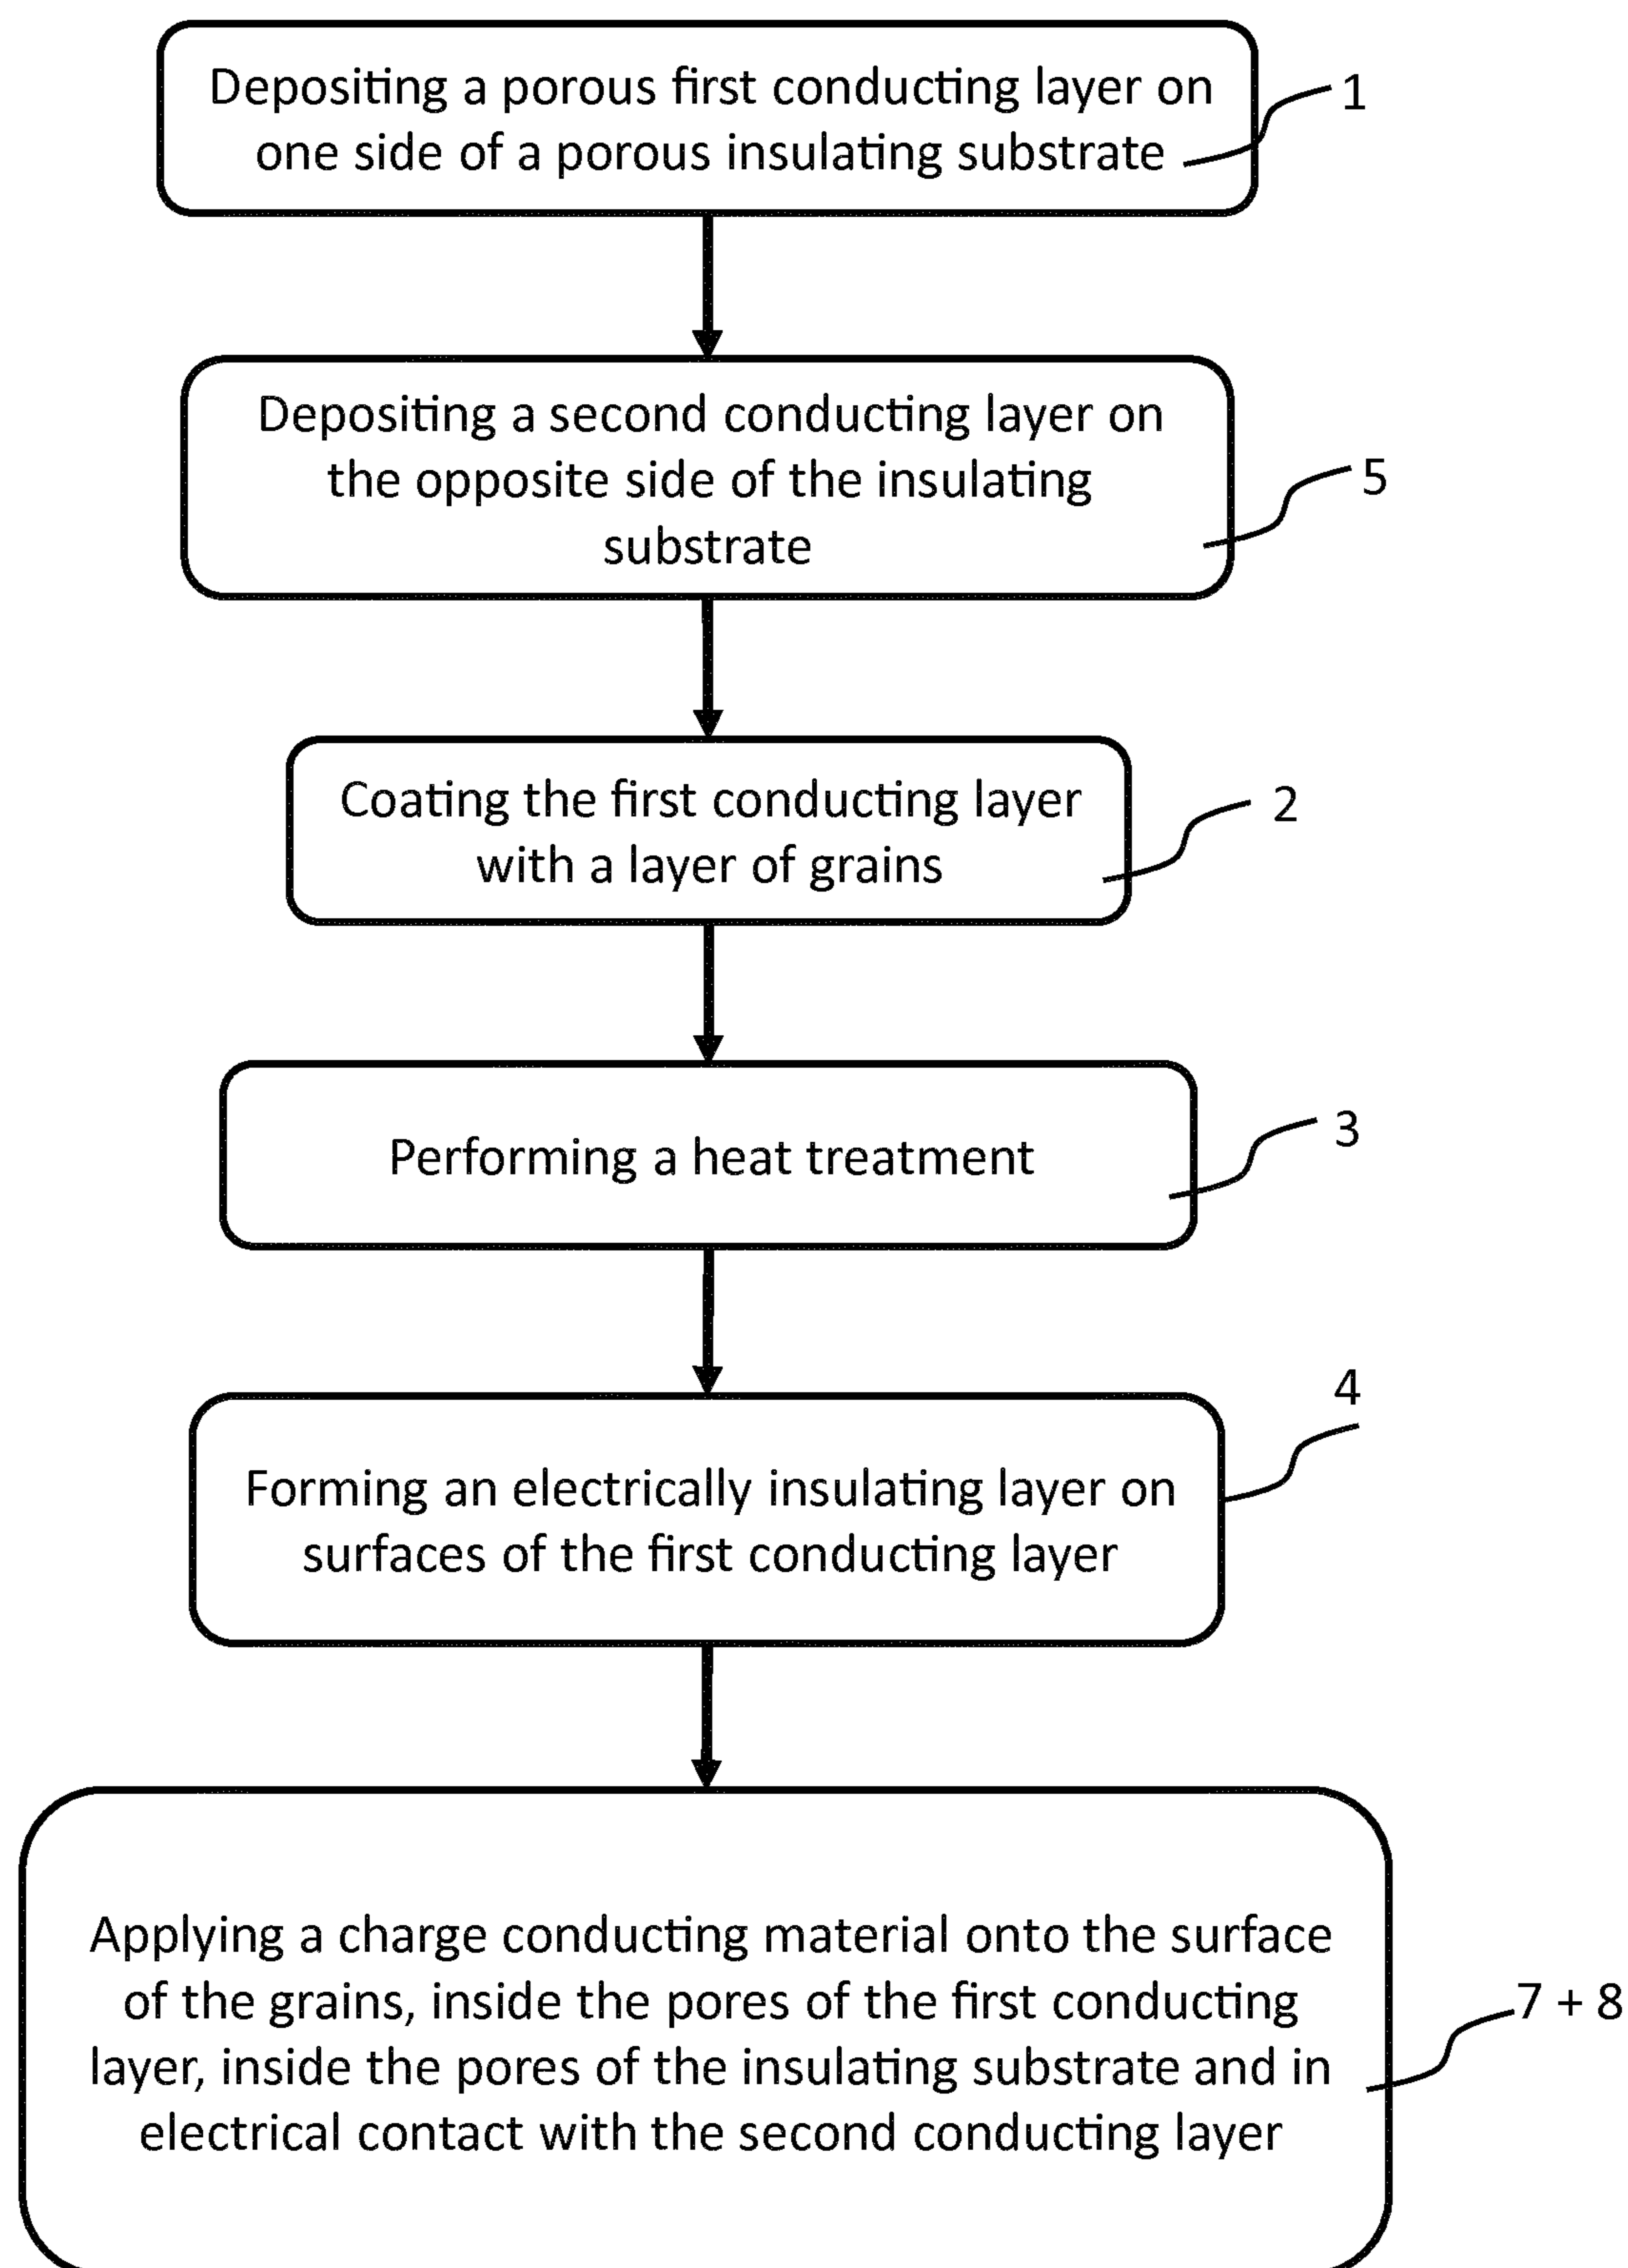 Depositing a porous first conducting layer on
one side of a porous insulating substrate
1
Depositing a second conducting layer on
the opposite side of the insulating
substrate
5
Coating the first conducting layer
with a layer of grains
2
Performing a heat treatment
3
Forming an electrically insulating layer on
surfaces of the first conducting layer
4
Applying a charge conducting material onto the surface
of the grains, inside the pores of the first conducting
layer, inside the pores of the insulating substrate and in
electrical contact with the second conducting layer
7 + 8